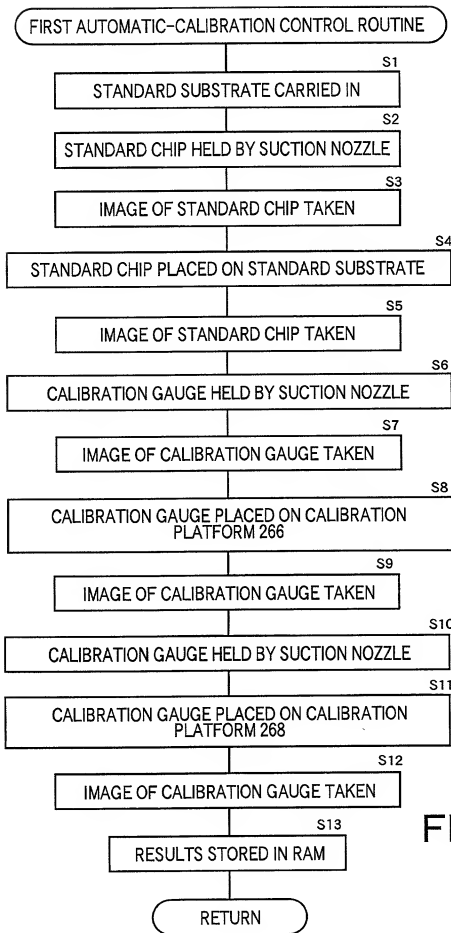 FIRST AUTOMATIC-CALIBRATION CONTROL ROUTINE
S1
STANDARD SUBSTRATE CARRIED IN
S2
STANDARD CHIP HELD BY SUCTION NOZZLE
S3
IMAGE OF STANDARD CHIP TAKEN
S4
STANDARD CHIP PLACED ON STANDARD SUBSTRATE
S5
IMAGE OF STANDARD CHIP TAKEN
S6
CALIBRATION GAUGE HELD BY SUCTION NOZZLE
S7
IMAGE OF CALIBRATION GAUGE TAKEN
S8
CALIBRATION GAUGE PLACED ON CALIBRATION
PLATFORM 266
S9
IMAGE OF CALIBRATION GAUGE TAKEN
S10
CALIBRATION GAUGE HELD BY SUCTION NOZZLE
S11
CALIBRATION GAUGE PLACED ON CALIBRATION
PLATFORM 268
S12
IMAGE OF CALIBRATION GAUGE TAKEN
S13
RESULTS STORED IN RAM
RETURN